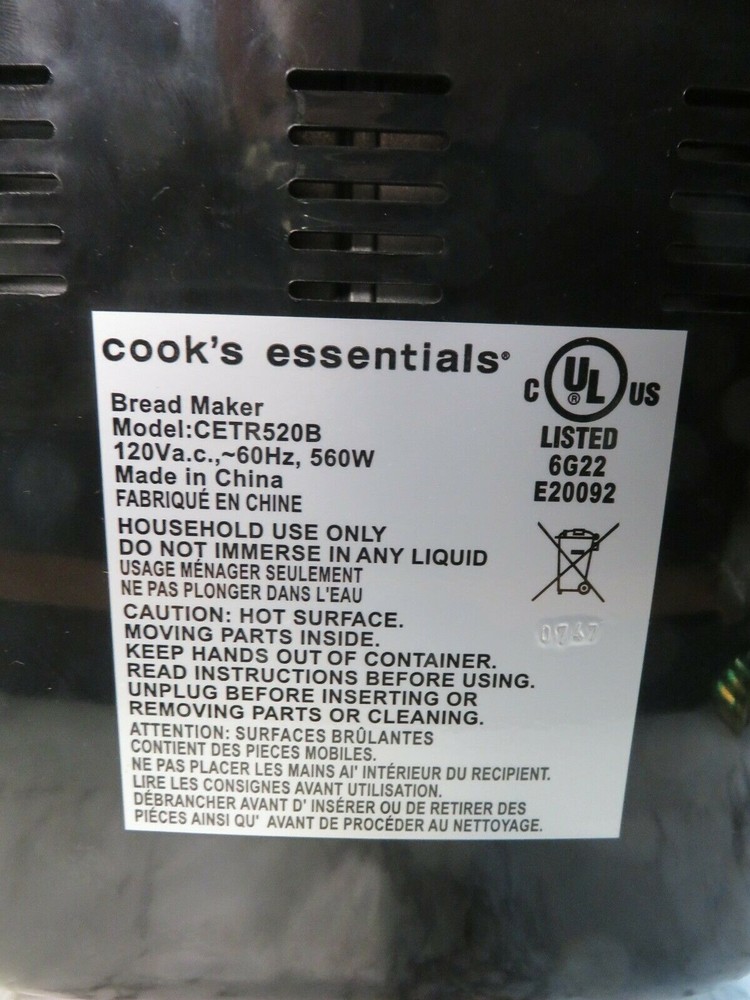 cook's essentials®
Bread Maker
Model:CETR520B
120Va.c.,~60Hz, 560W
Made in China
FABRIQUÉ EN CHINE
C UL ® US
LISTED
6G22
E20092
HOUSEHOLD USE ONLY
DO NOT IMMERSE IN ANY LIQUID
USAGE MÉNAGER SEULEMENT
NE PAS PLONGER DANS L'EAU
0767
CAUTION: HOT SURFACE.
MOVING PARTS INSIDE.
KEEP HANDS OUT OF CONTAINER.
READ INSTRUCTIONS BEFORE USING.
UNPLUG BEFORE INSERTING OR
REMOVING PARTS OR CLEANING.
ATTENTION: SURFACES BRÛLANTES
CONTIENT DES PIECES MOBILES.
NE PAS PLACER LES MAINS AI' INTÉRIEUR DU RECIPIENT.
LIRE LES CONSIGNES AVANT UTILISATION.
DÉBRANCHER AVANT D' INSÉRER OU DE RETIRER DES
PIÉCES AINSI QU' AVANT DE PROCÉDER AU NETTOYAGE.